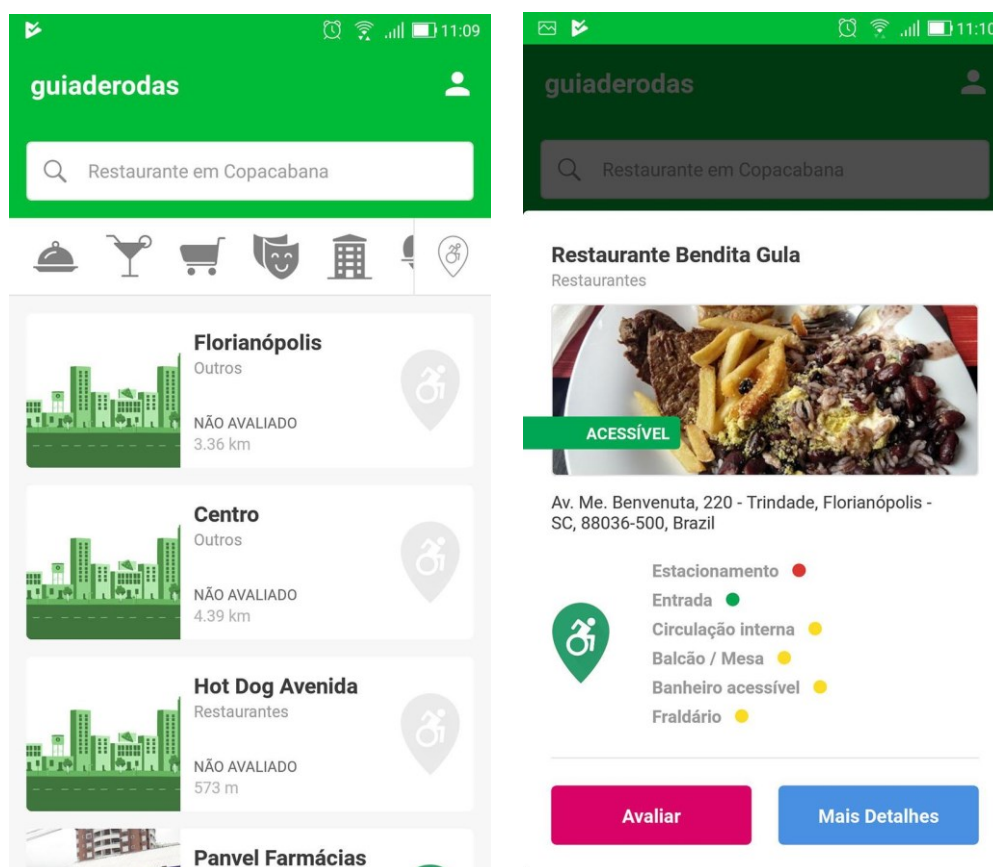 11:09
guiaderodas
Restaurante em Copacabana
Florianópolis
Outros
NÃO AVALIADO
3.36 km
Centro
Outros
NÃO AVALIADO
4.39 km
Hot Dog Avenida
Restaurantes
NÃO AVALIADO
573 m
Panvel Farmácias
11:10
guiaderodas
Restaurante em Copacabana
Restaurante Bendita Gula
Restaurantes
ACESSÍVEL
Av. Me. Benvenuta, 220 - Trindade, Florianópolis -
SC, 88036-500, Brazil
Estacionamento
Entrada
Circulação interna
Balcão / Mesa
Banheiro acessível
Fraldário
Avaliar
Mais Detalhes